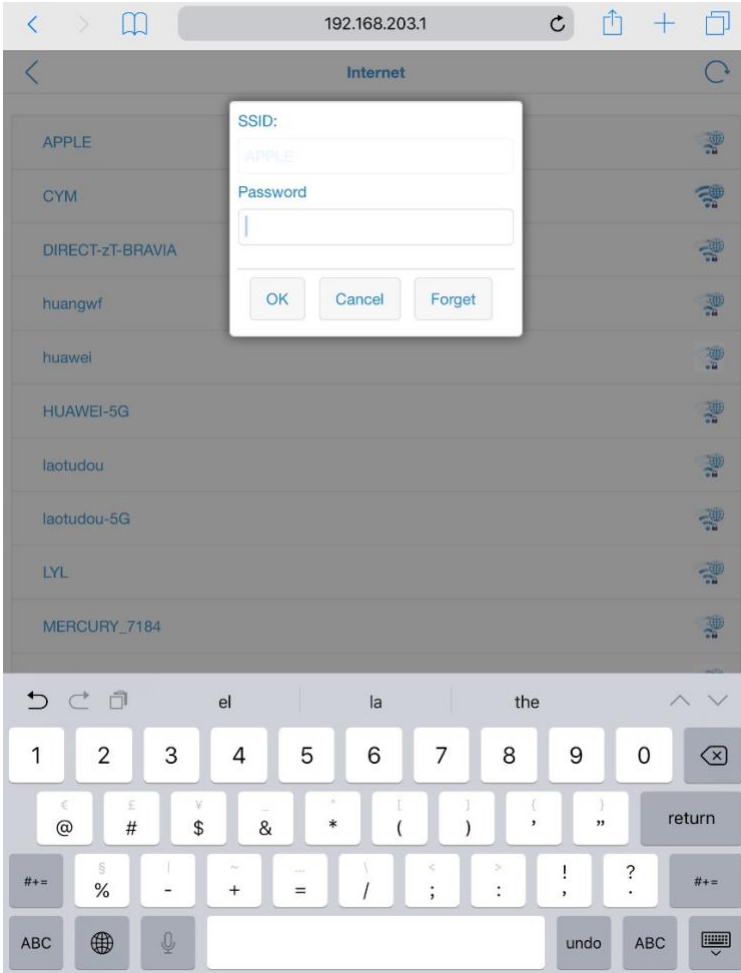 192.168.203.1
Internet
SSID:
APPLE
Password
OK Cancel Forget
APPLE
CYM
DIRECT-zT-BRAVIA
huangwf
huawei
HUAWEI-5G
laotudou
laotudou-5G
LYL
MERCURY_7184
el la the
1 2 3 4 5 6 7 8 9 0
€ £ ¥ _ ^ [ ] { }
@ # $ & * ( ) ' "
return
§ | ~ … \ < > ! ?
#+= % - + = / ; : , . #+=
ABC undo ABC